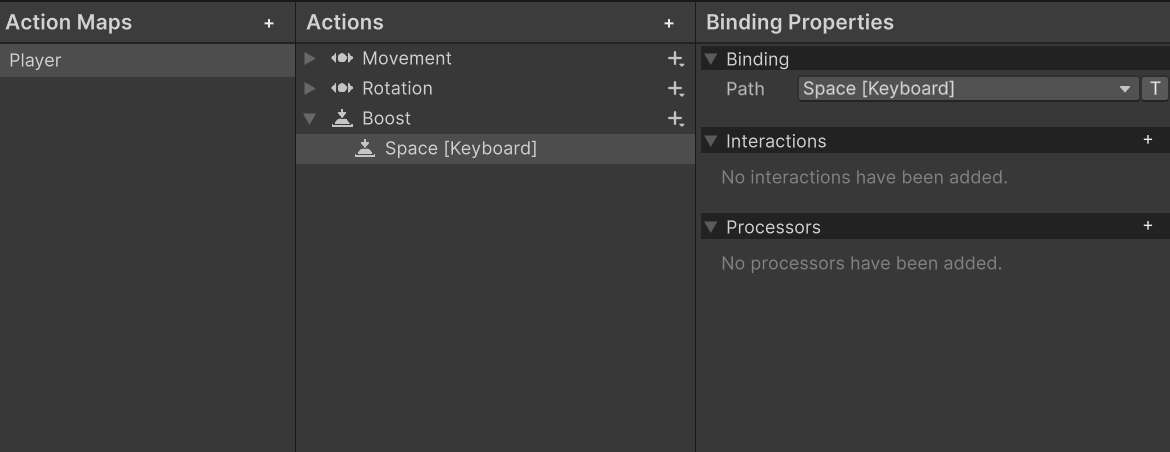 Action Maps +
Player
Actions +
Movement +
Rotation +
Boost +
Space [Keyboard]
Binding Properties
Binding
Path Space [Keyboard] T
Interactions +
No interactions have been added.
Processors +
No processors have been added.